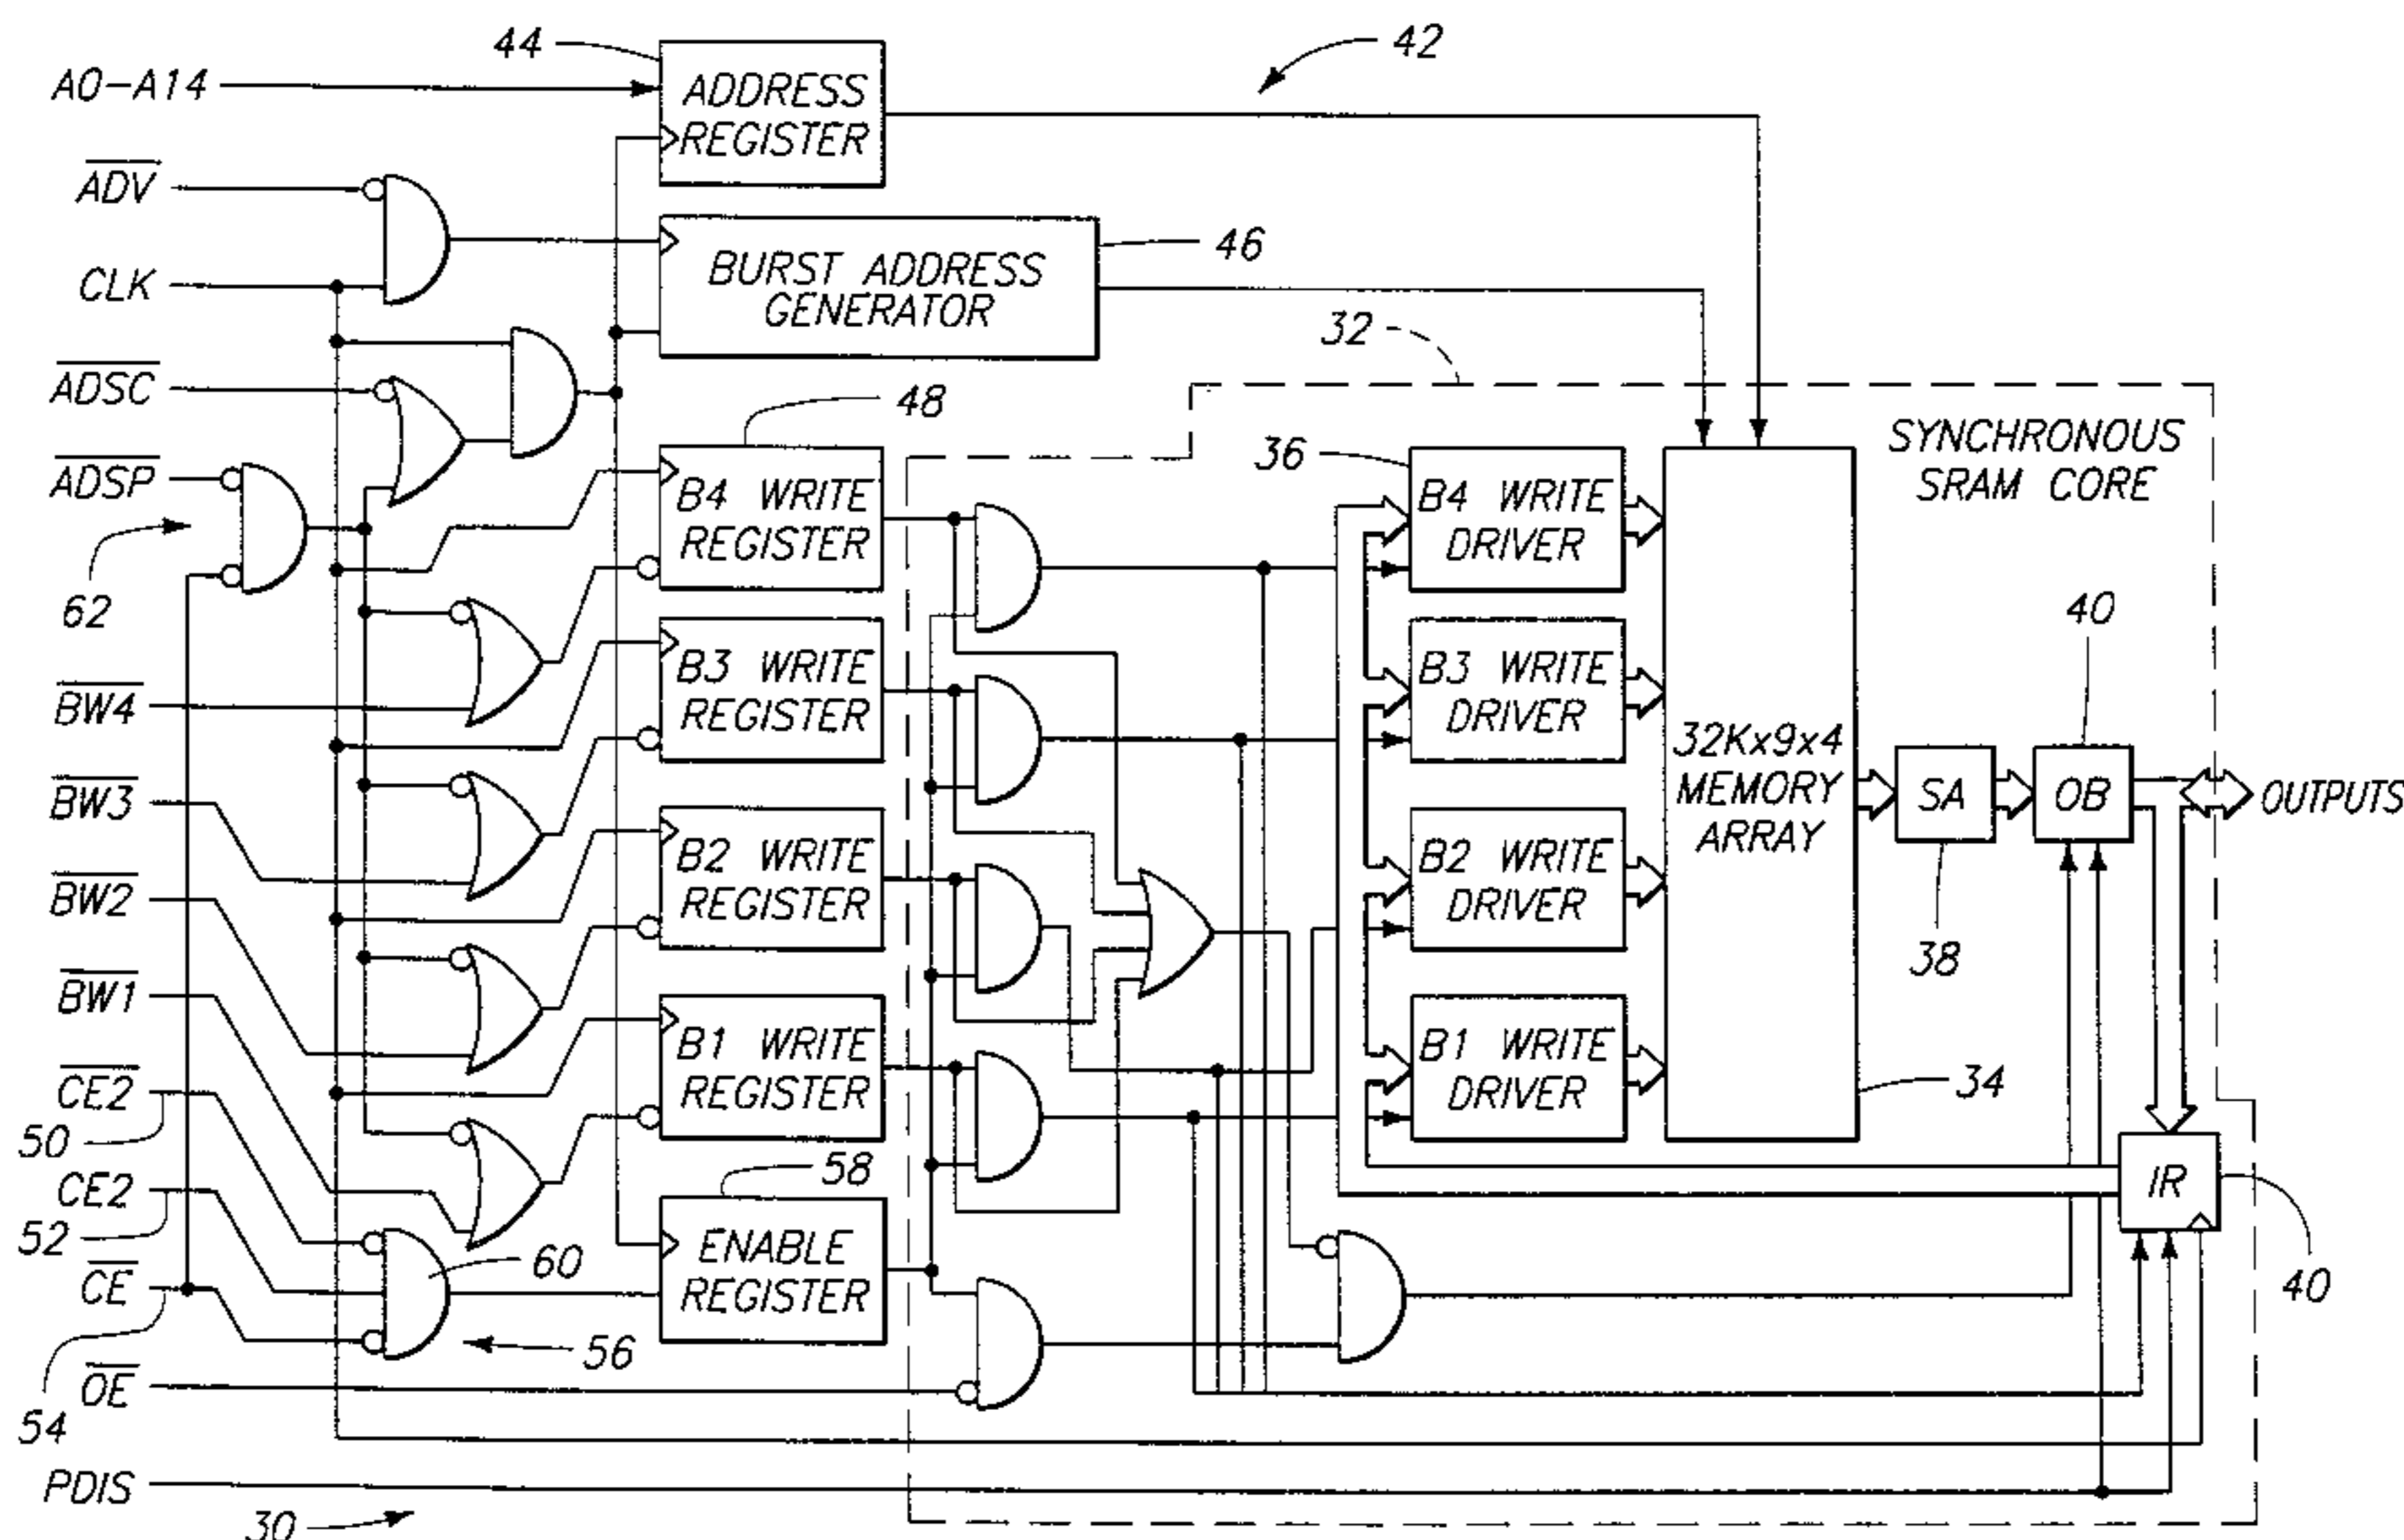 44
42
A0-A14
ADDRESS
REGISTER
ADV
46
CLK
BURST ADDRESS
GENERATOR
32
ADSC
48
SYNCHRONOUS
SRAM CORE
36
ADSP
B4 WRITE
REGISTER
B4 WRITE
DRIVER
62
40
BW4
B3 WRITE
REGISTER
B3 WRITE
DRIVER
32Kx9x4
MEMORY
ARRAY
SA
OB
OUTPUTS
BW3
B2 WRITE
REGISTER
B2 WRITE
DRIVER
BW2
38
BW1
B1 WRITE
REGISTER
B1 WRITE
DRIVER
34
CE2
50
CE2
58
IR
52
ENABLE
REGISTER
60
CE
40
56
OE
54
PDIS
30